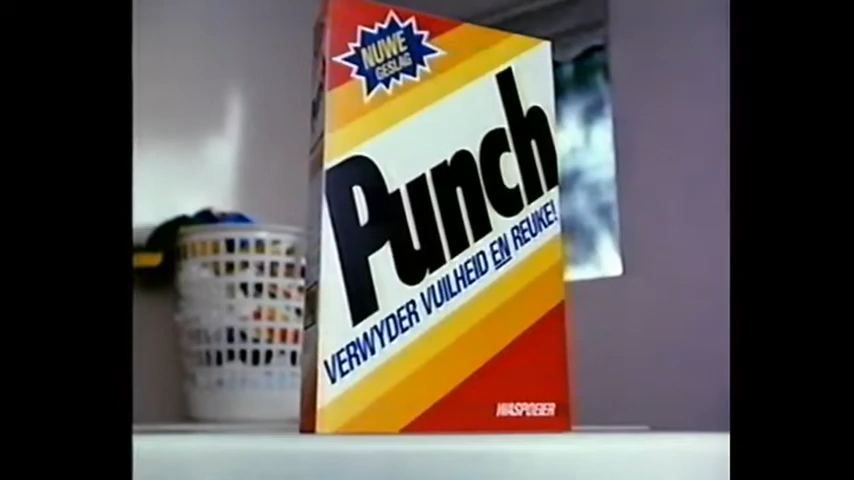 NUWE
GESLAG
Punch
VERWYDER VUILHEID EN REUKE!
WASPOEIER